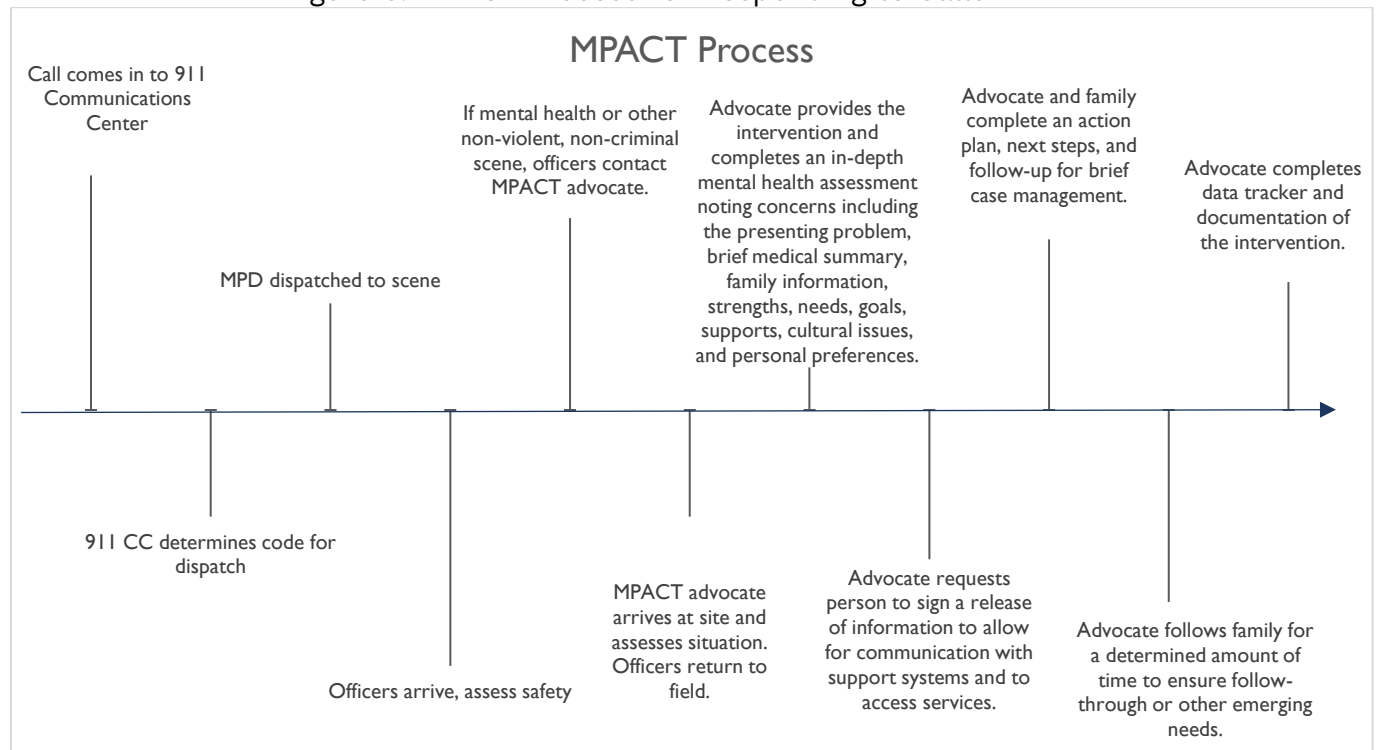 MPACT Process
Call comes in to 911
Communications
Center
911 CC determines code for
dispatch
MPD dispatched to scene
Officers arrive, assess safety
If mental health or other
non-violent, non-criminal
scene, officers contact
MPACT advocate.
MPACT advocate
arrives at site and
assesses situation.
Officers return to
field.
Advocate provides the
intervention and
completes an in-depth
mental health assessment
noting concerns including
the presenting problem,
brief medical summary,
family information,
strengths, needs, goals,
supports, cultural issues,
and personal preferences.
Advocate requests
person to sign a release
of information to allow
for communication with
support systems and to
access services.
Advocate and family
complete an action
plan, next steps, and
follow-up for brief
case management.
Advocate follows family for
a determined amount of
time to ensure follow-
through or other emerging
needs.
Advocate completes
data tracker and
documentation of
the intervention.